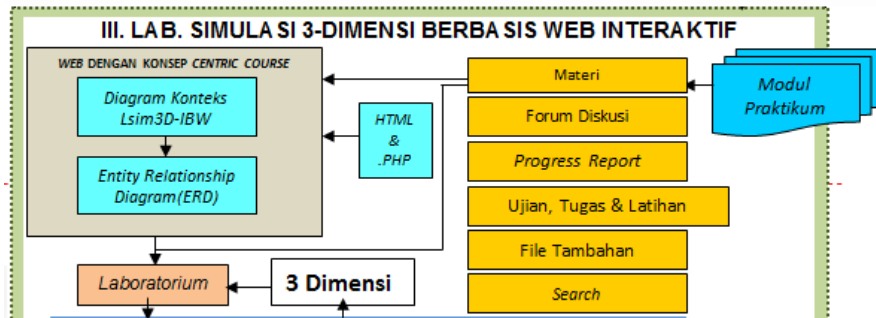 III. LAB. SIMULASI 3-DIMENSI BERBASIS WEB INTERAKTIF
WEB DENGAN KONSEP CENTRIC COURSE
Diagram Konteks
Lsim3D-IBW
Entity Relationship
Diagram(ERD)
HTML
&
.PHP
Materi
Forum Diskusi
Progress Report
Ujian, Tugas & Latihan
File Tambahan
Search
Modul
Praktikum
Laboratorium
3 Dimensi